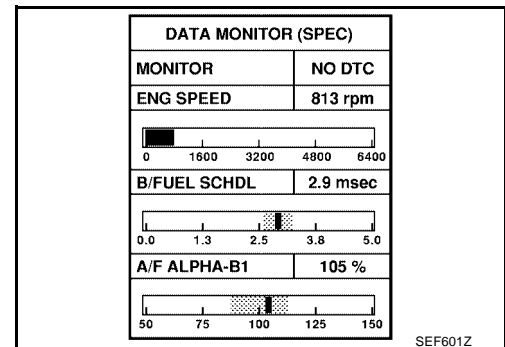 DATA MONITOR (SPEC)
MONITOR NO DTC
ENG SPEED 813 rpm
0 1600 3200 4800 6400
B/FUEL SCHDL 2.9 msec
0.0 1.3 2.5 3.8 5.0
A/F ALPHA-B1 105 %
50 75 100 125 150
SEF601Z